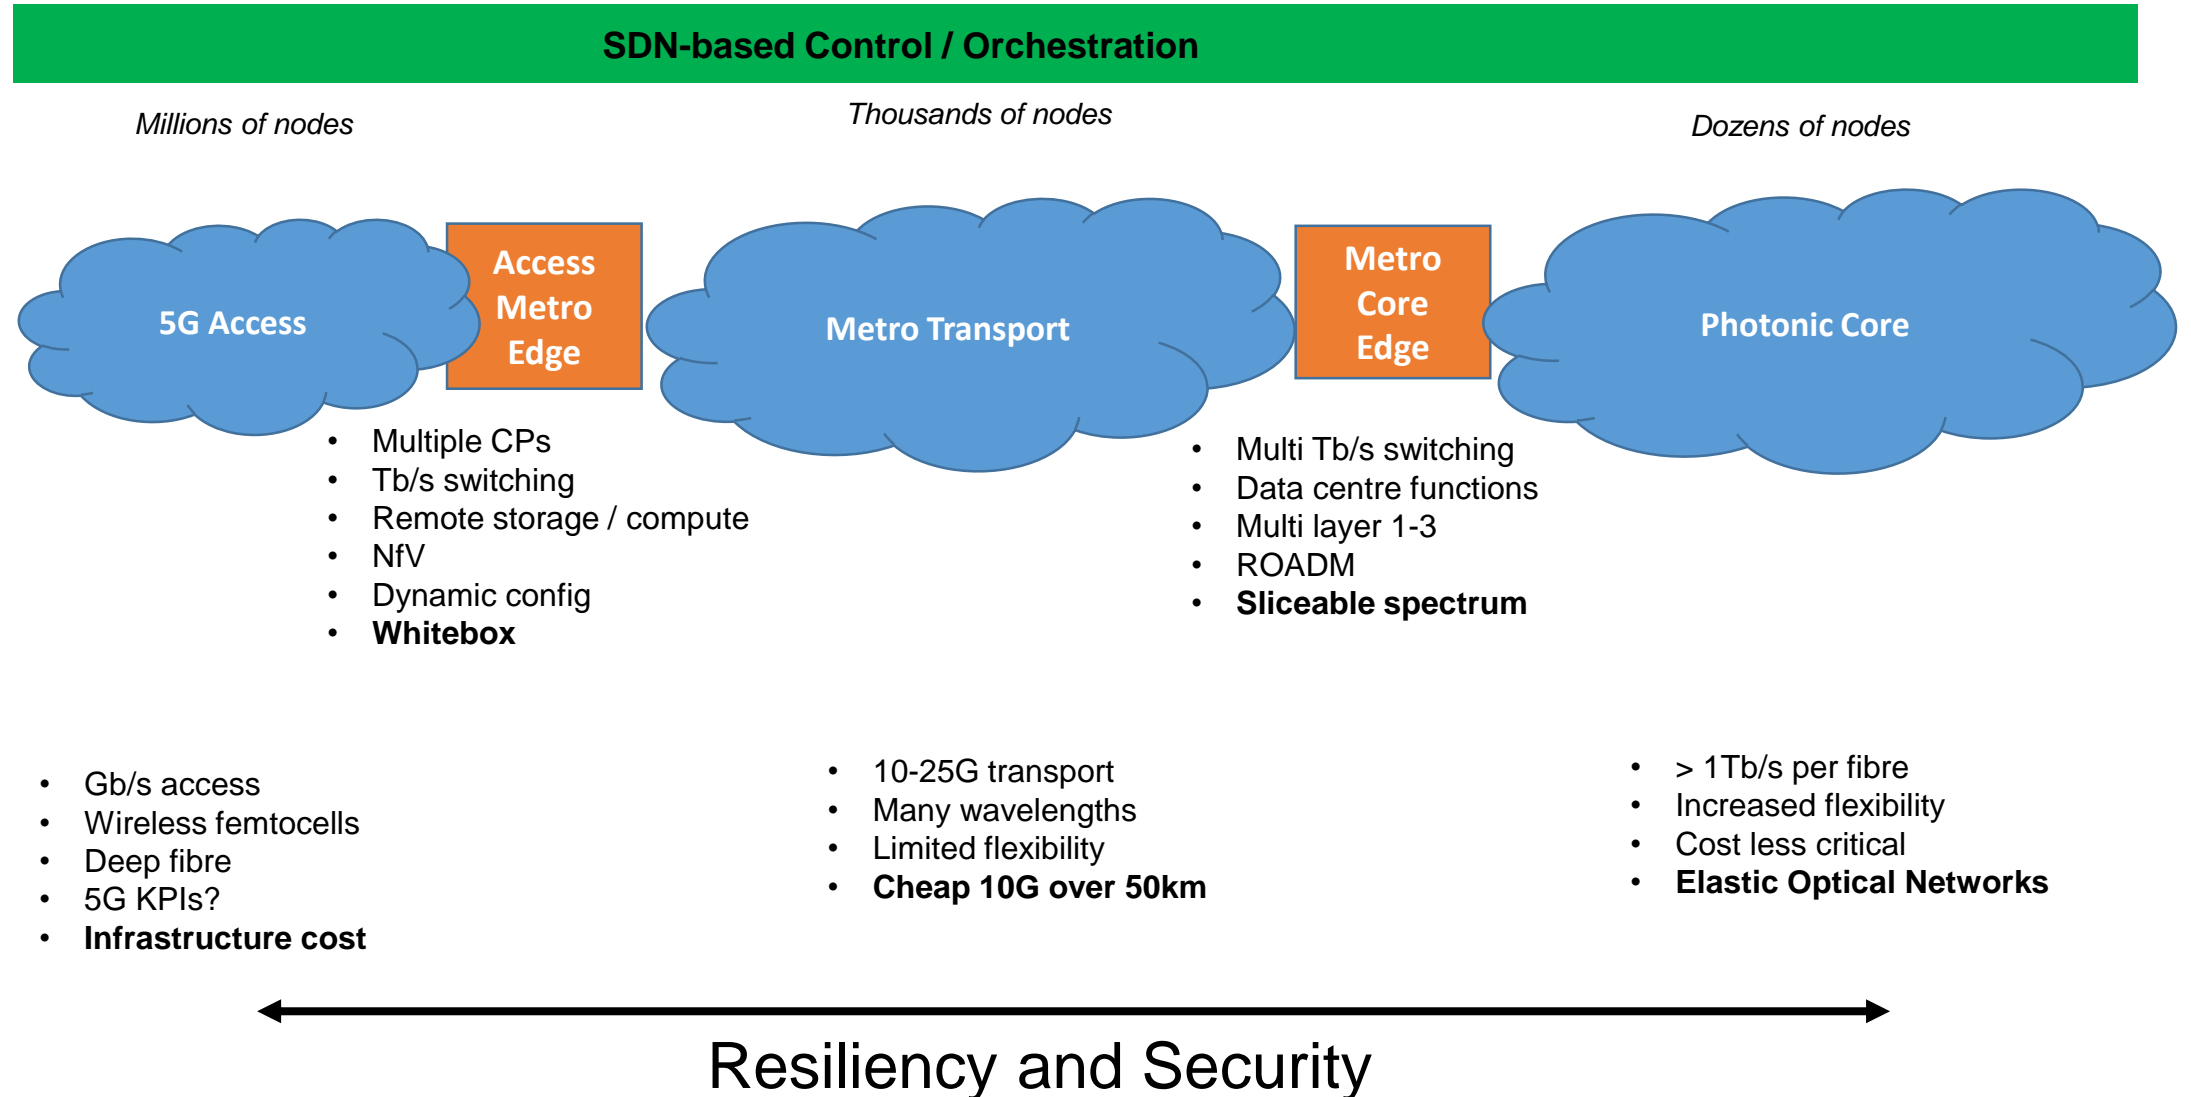 SDN-based Control / Orchestration
Millions of nodes
Thousands of nodes
Dozens of nodes
5G Access
Access
Metro
Edge
Metro Transport
Metro
Core
Edge
Photonic Core
• Multiple CPs
• Tb/s switching
• Remote storage / compute
• NfV
• Dynamic config
• Whitebox
• Multi Tb/s switching
• Data centre functions
• Multi layer 1-3
• ROADM
• Sliceable spectrum
• Gb/s access
• Wireless femtocells
• Deep fibre
• 5G KPIs?
• Infrastructure cost
• 10-25G transport
• Many wavelengths
• Limited flexibility
• Cheap 10G over 50km
• > 1Tb/s per fibre
• Increased flexibility
• Cost less critical
• Elastic Optical Networks
Resiliency and Security